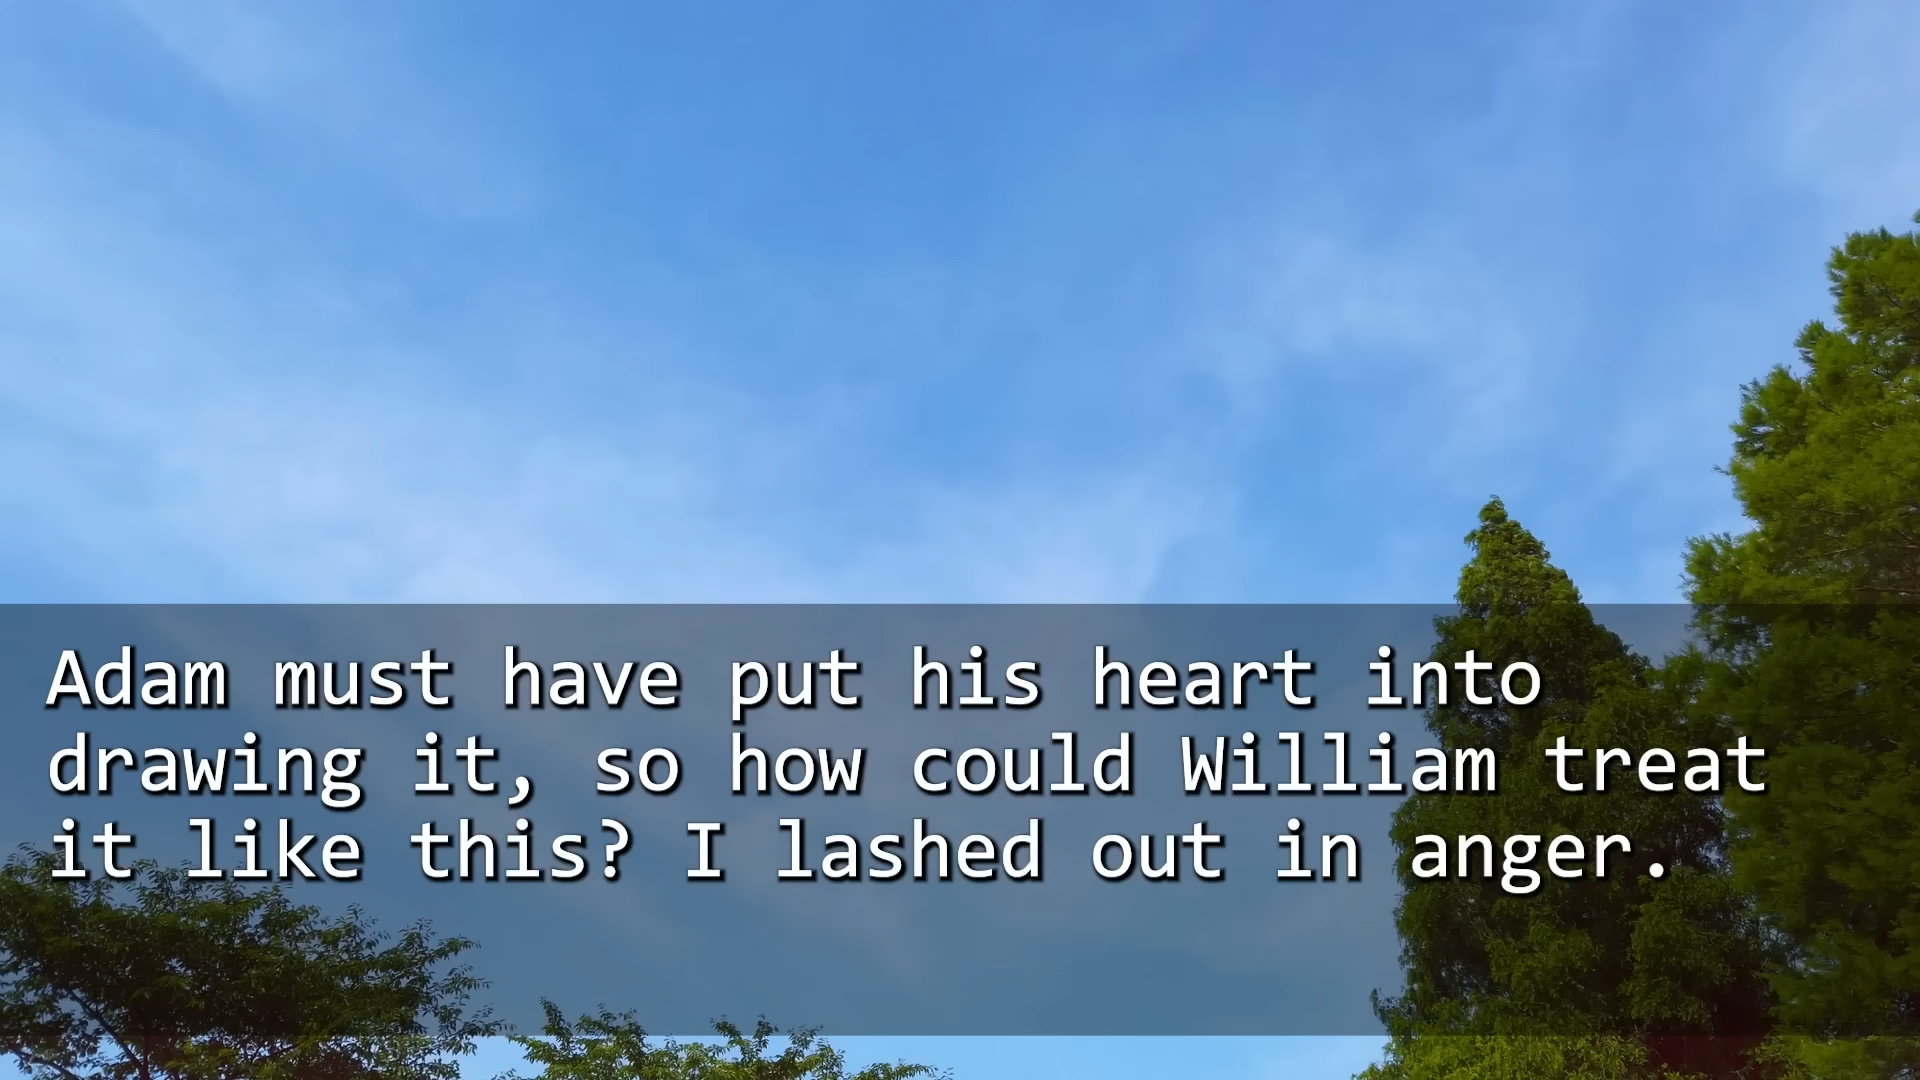 Adam must have put his heart into
drawing it, so how could William treat
it like this? I lashed out in anger.